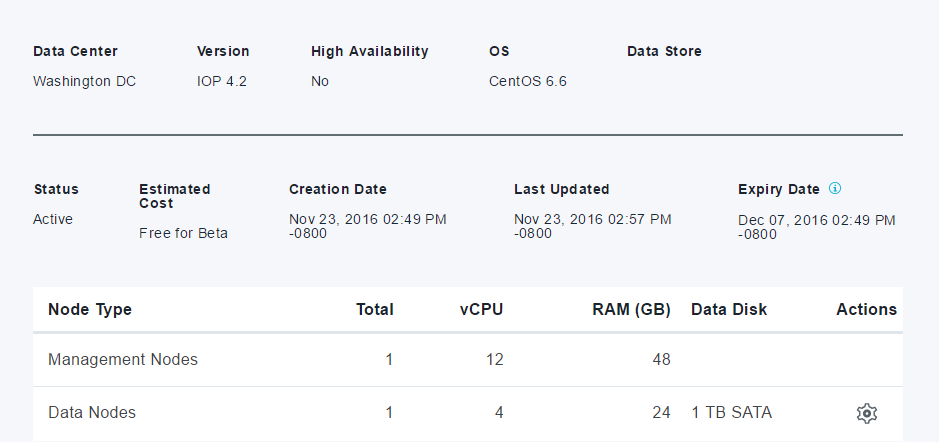 Data Center Version High Availability OS Data Store
Washington DC IOP 4.2 No CentOS 6.6
Status Estimated Creation Date Last Updated Expiry Date
Cost
Active Nov 23, 2016 02:49 PM Nov 23, 2016 02:57 PM Dec 07, 2016 02:49 PM
Free for Beta -0800 -0800 -0800
Node Type Total vCPU RAM (GB) Data Disk Actions
Management Nodes 1 12 48
Data Nodes 1 4 24 1 TB SATA